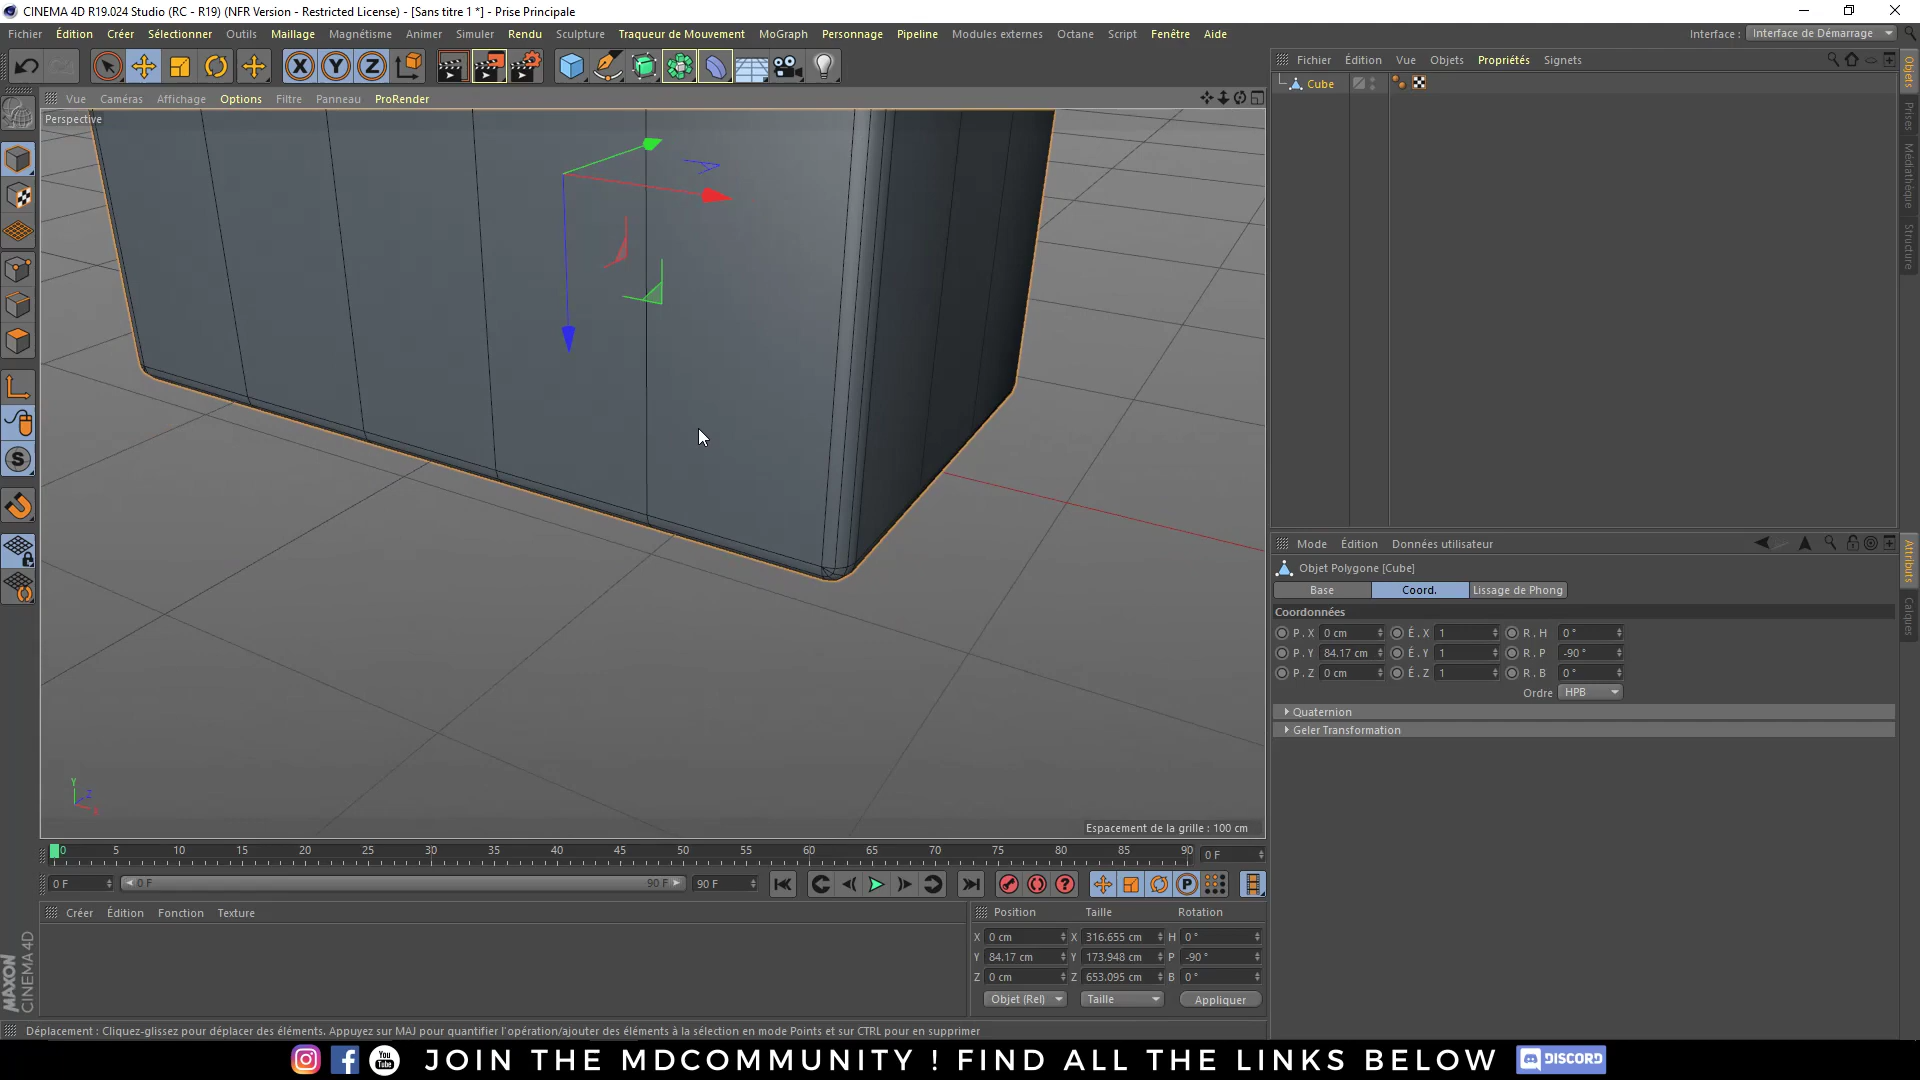 CINEMA 4D R19.024 Studio (RC - R19) (NFR Version - Restricted License) - [Sans titre 1 *] - Prise Principale
Fichier Édition Créer Sélectionner Outils Maillage Magnétisme Animer Simuler Sculpture Rendu Traqueur de Mouvement MoGraph Personnage Pipeline Modules externes Octane Script Fenêtre Aide
Interface : Interface de Démarrage
X Y Z
Fichier Édition Vue Objets Propriétés Signets
Cube
Vue Caméras Affichage Options Filtre Panneau ProRender
Perspective
Objets
Prises
Médiathèque
Structure
S
Mode Édition Données utilisateur
Objet Polygone [Cube]
Base Coord. Lissage de Phong
Coordonnées
P . X 0 cm É . X 1 R . H 0 °
P . Y 84.17 cm É . Y 1 R . P -90 °
P . Z 0 cm É . Z 1 R . B 0 °
Ordre HPB
Quaternion
Geler Transformation
Attributs
Calques
Y Z X
Espacement de la grille : 100 cm
0 5 10 15 20 25 30 35 40 45 50 55 60 65 70 75 80 85 90 0 F
0 F 0 F 90 F 90 F ? P
Créer Édition Fonction Texture
Position Taille Rotation
X 0 cm X 316.655 cm H 0 °
Y 84.17 cm Y 173.948 cm P -90 °
Z 0 cm Z 653.095 cm B 0 °
Objet (Rel) Taille Appliquer
MAXON
CINEMA 4D
Déplacement : Cliquez-glissez pour déplacer des éléments. Appuyez sur MAJ pour quantifier l'opération/ajouter des éléments à la sélection en mode Points et sur CTRL pour en supprimer
You Tube JOIN THE MDCOMMUNITY ! FIND ALL THE LINKS BELOW DISCORD